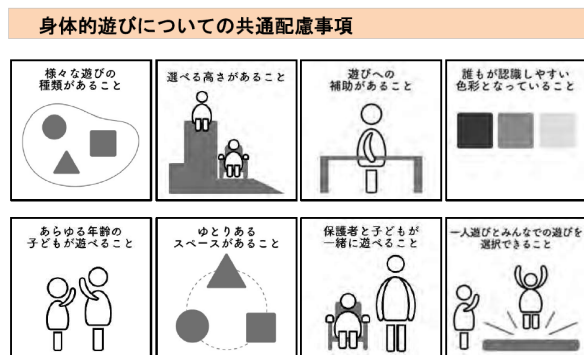 身体的遊びについての共通配慮事項
様々な遊びの
種類があること
選べる高さがあること
遊びへの
補助があること
誰もが認識しやすい
色彩となっていること
あらゆる年齢の
子どもが遊べること
ゆとりある
スペースがあること
保護者と子どもが
一緒に遊べること
一人遊びとみんなでの遊びを
選択できること